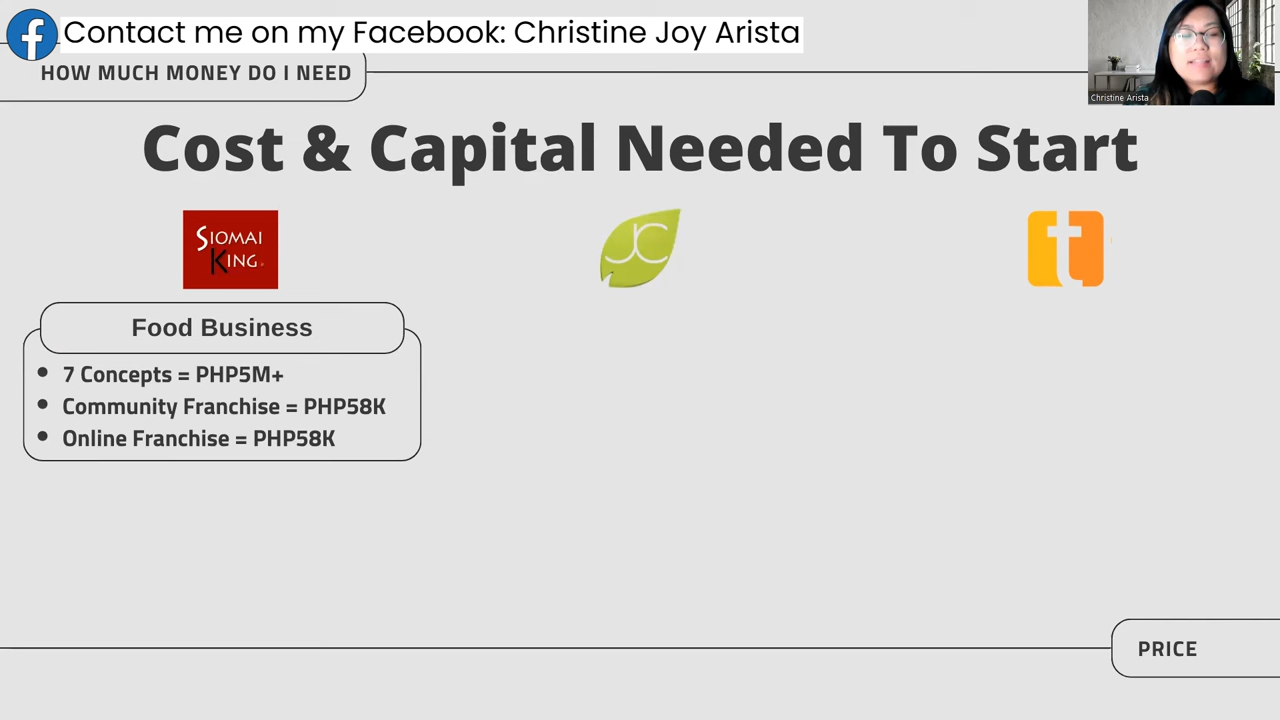 Contact me on my Facebook: Christine Joy Arista
HOW MUCH MONEY DO I NEED
Christine Arista
Cost & Capital Needed To Start
SIOMAI
KING
JC
t
Food Business
7 Concepts = PHP5M+
Community Franchise = PHP58K
Online Franchise = PHP58K
PRICE